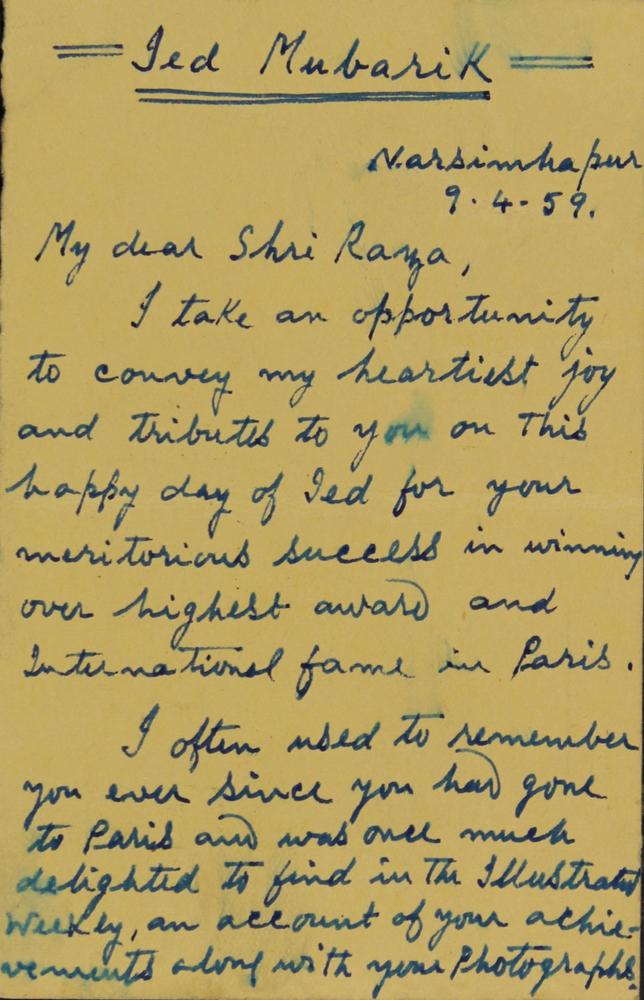 = Ied Mubarik =
Narsimhapur
9.4-59.
My dear Shri Raza,
I take an opportunity
to convey my heartiest joy
and tributes to you on this
happy day of Ied for your
meritorious success in winning
over highest award and
International fame in Paris.
I often used to remember
you ever since you had gone
to Paris and was once much
delighted to find in the Illustrated
Weekly, an account of your achie-
vements along with your Photographs.